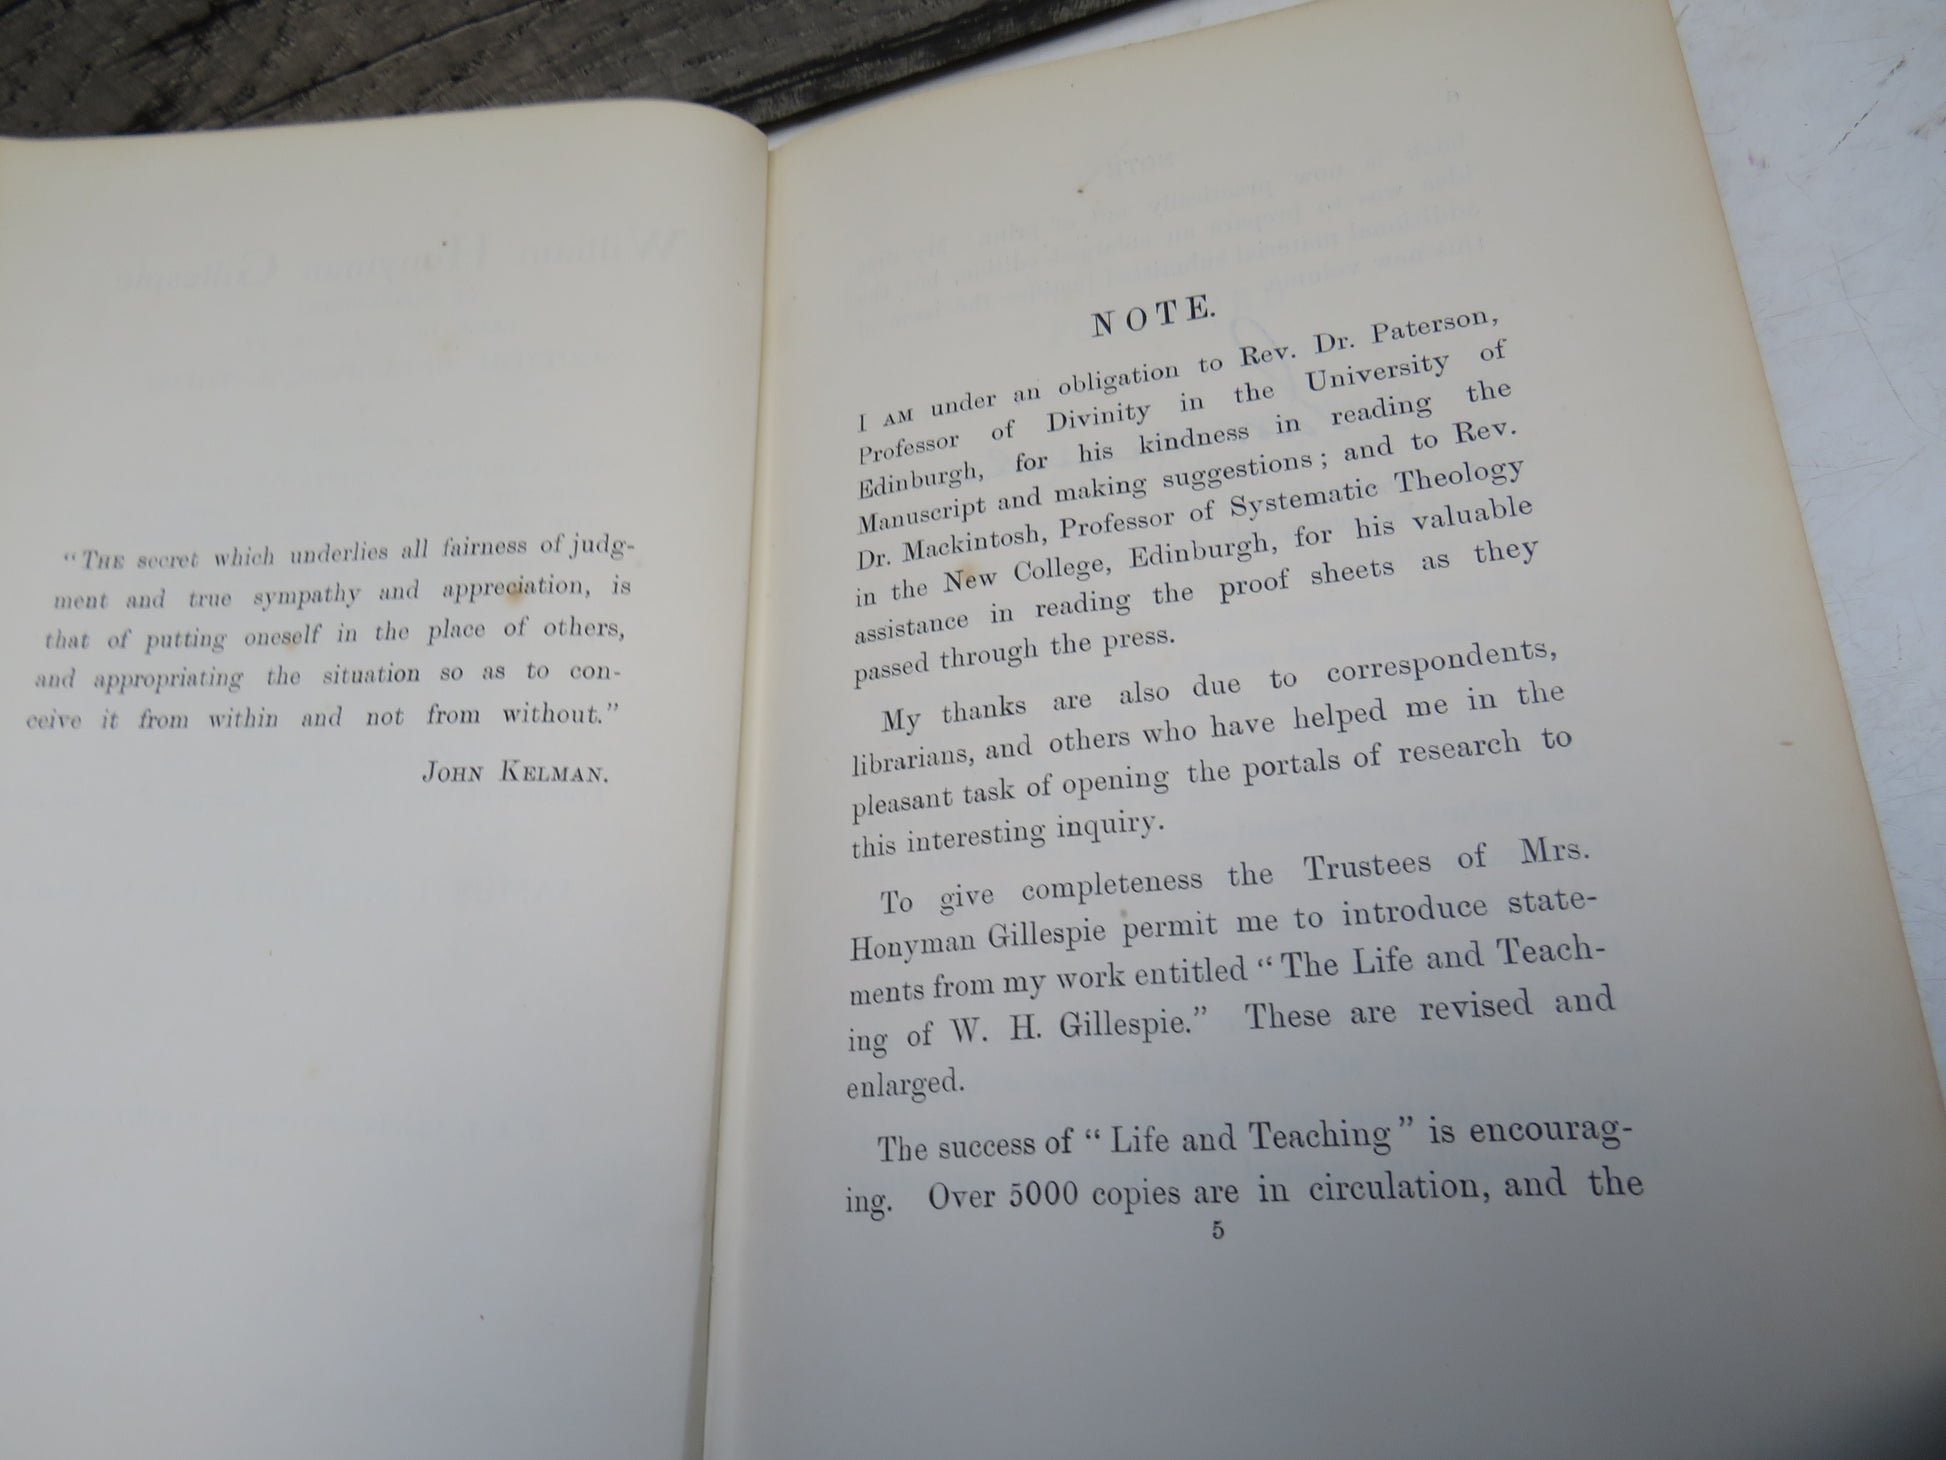 “THE secret which underlies all fairness of judg-
ment and true sympathy and appreciation, is
that of putting oneself in the place of others,
and appropriating the situation so as to con-
ceive it from within and not from without.”
JOHN KELMAN.
NOTE.
I AM under an obligation to Rev. Dr. Paterson,
Professor of Divinity in the University of
Edinburgh, for his kindness in reading the
Manuscript and making suggestions; and to Rev.
Dr. Mackintosh, Professor of Systematic Theology
in the New College, Edinburgh, for his valuable
assistance in reading the proof sheets as they
passed through the press.
My thanks are also due to correspondents,
librarians, and others who have helped me in the
pleasant task of opening the portals of research to
this interesting inquiry.
To give completeness the Trustees of Mrs.
Honyman Gillespie permit me to introduce state-
ments from my work entitled “The Life and Teach-
ing of W. H. Gillespie.” These are revised and
enlarged.
The success of “Life and Teaching” is encourag-
ing. Over 5000 copies are in circulation, and the
5